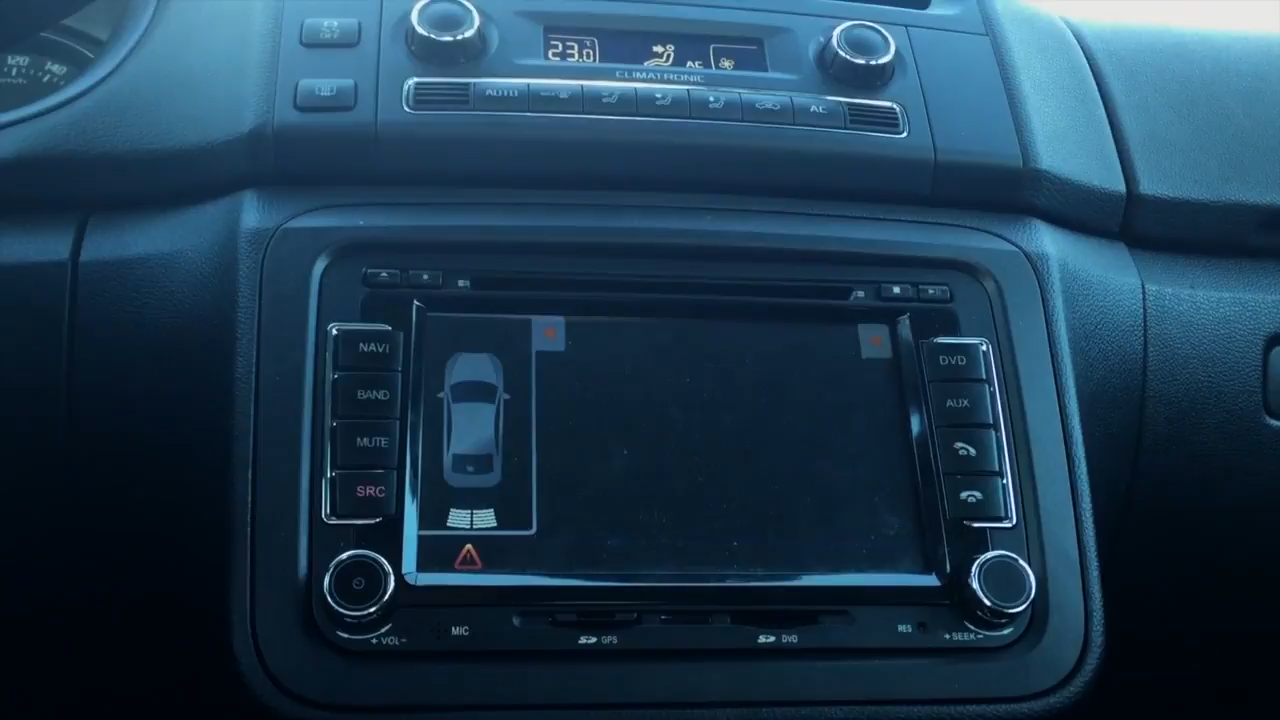 120 140
OFF
23.0 °C AC
CLIMATRONIC
AUTO AC
NAVI
BAND
MUTE
SRC
DVD
AUX
+ VOL -
MIC
SD GPS
SD DVD
RES
+ SEEK -